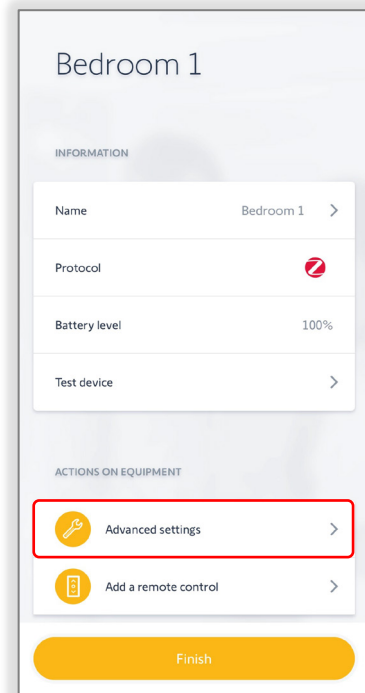 Bedroom 1
INFORMATION
Name Bedroom 1
Protocol
Battery level 100%
Test device
ACTIONS ON EQUIPMENT
Advanced settings
Add a remote control
Finish